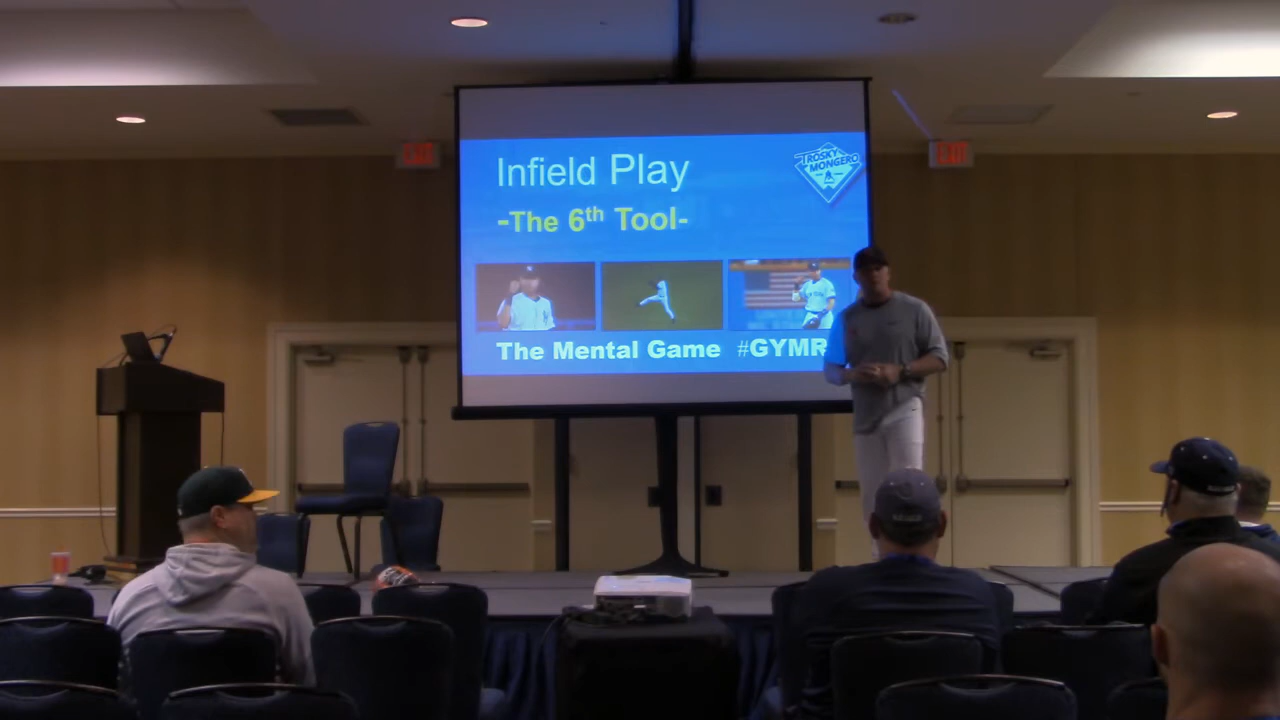 EXIT
EXIT
Infield Play
TROSKY
MONGERO
-The 6th Tool-
The Mental Game #GYMR